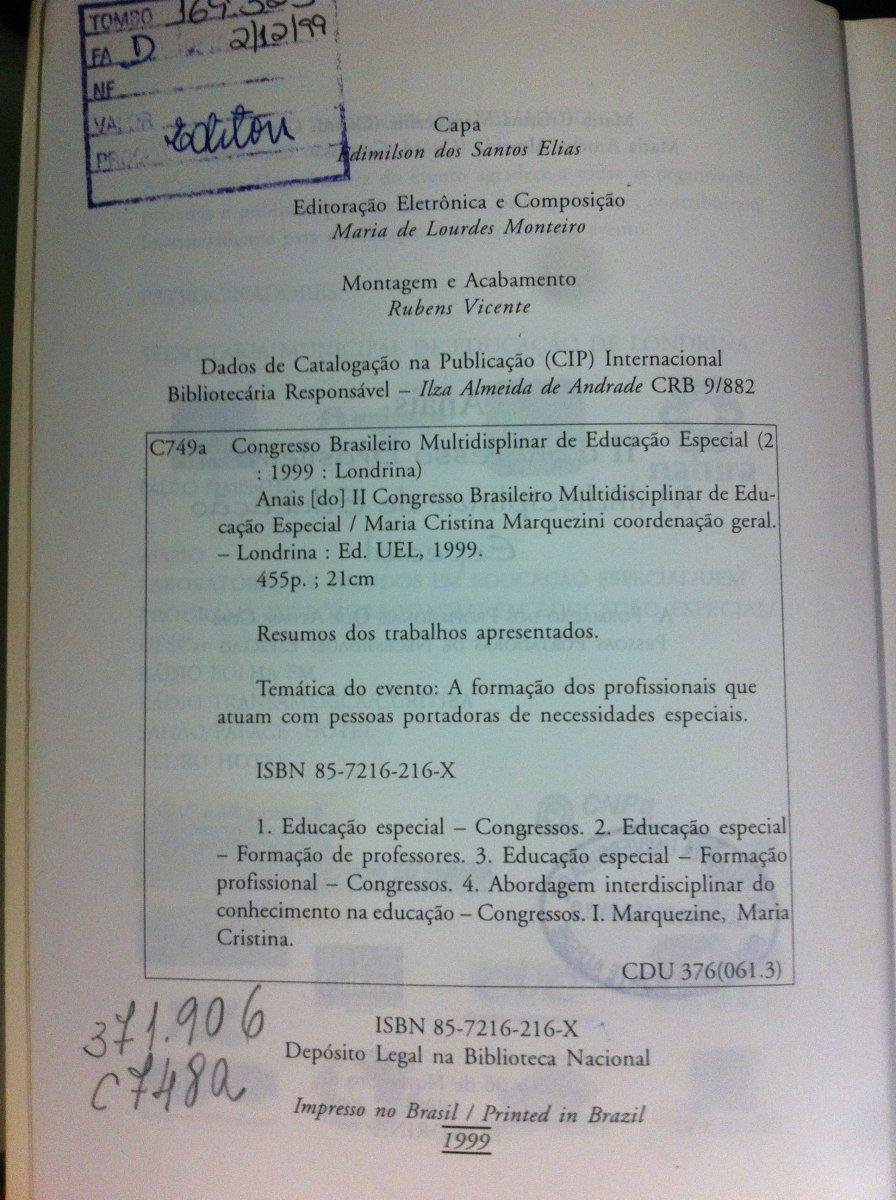 TOMBO 164.323
FA D 2/12/99
NF
VALOR
PROC. Editou
Capa
Edimilson dos Santos Elias
Editoração Eletrônica e Composição
Maria de Lourdes Monteiro
Montagem e Acabamento
Rubens Vicente
Dados de Catalogação na Publicação (CIP) Internacional
Bibliotecária Responsável – Ilza Almeida de Andrade CRB 9/882
C749a Congresso Brasileiro Multidisplinar de Educação Especial (2
: 1999 : Londrina)
Anais [do] II Congresso Brasileiro Multidisciplinar de Edu-
cação Especial / Maria Cristina Marquezini coordenação geral.
– Londrina : Ed. UEL, 1999.
455p. ; 21cm
Resumos dos trabalhos apresentados.
Temática do evento: A formação dos profissionais que
atuam com pessoas portadoras de necessidades especiais.
ISBN 85-7216-216-X
1. Educação especial – Congressos. 2. Educação especial
– Formação de professores. 3. Educação especial – Formação
profissional – Congressos. 4. Abordagem interdisciplinar do
conhecimento na educação – Congressos. I. Marquezine, Maria
Cristina.
CDU 376(061.3)
371.906
C748a
ISBN 85-7216-216-X
Depósito Legal na Biblioteca Nacional
Impresso no Brasil / Printed in Brazil
1999